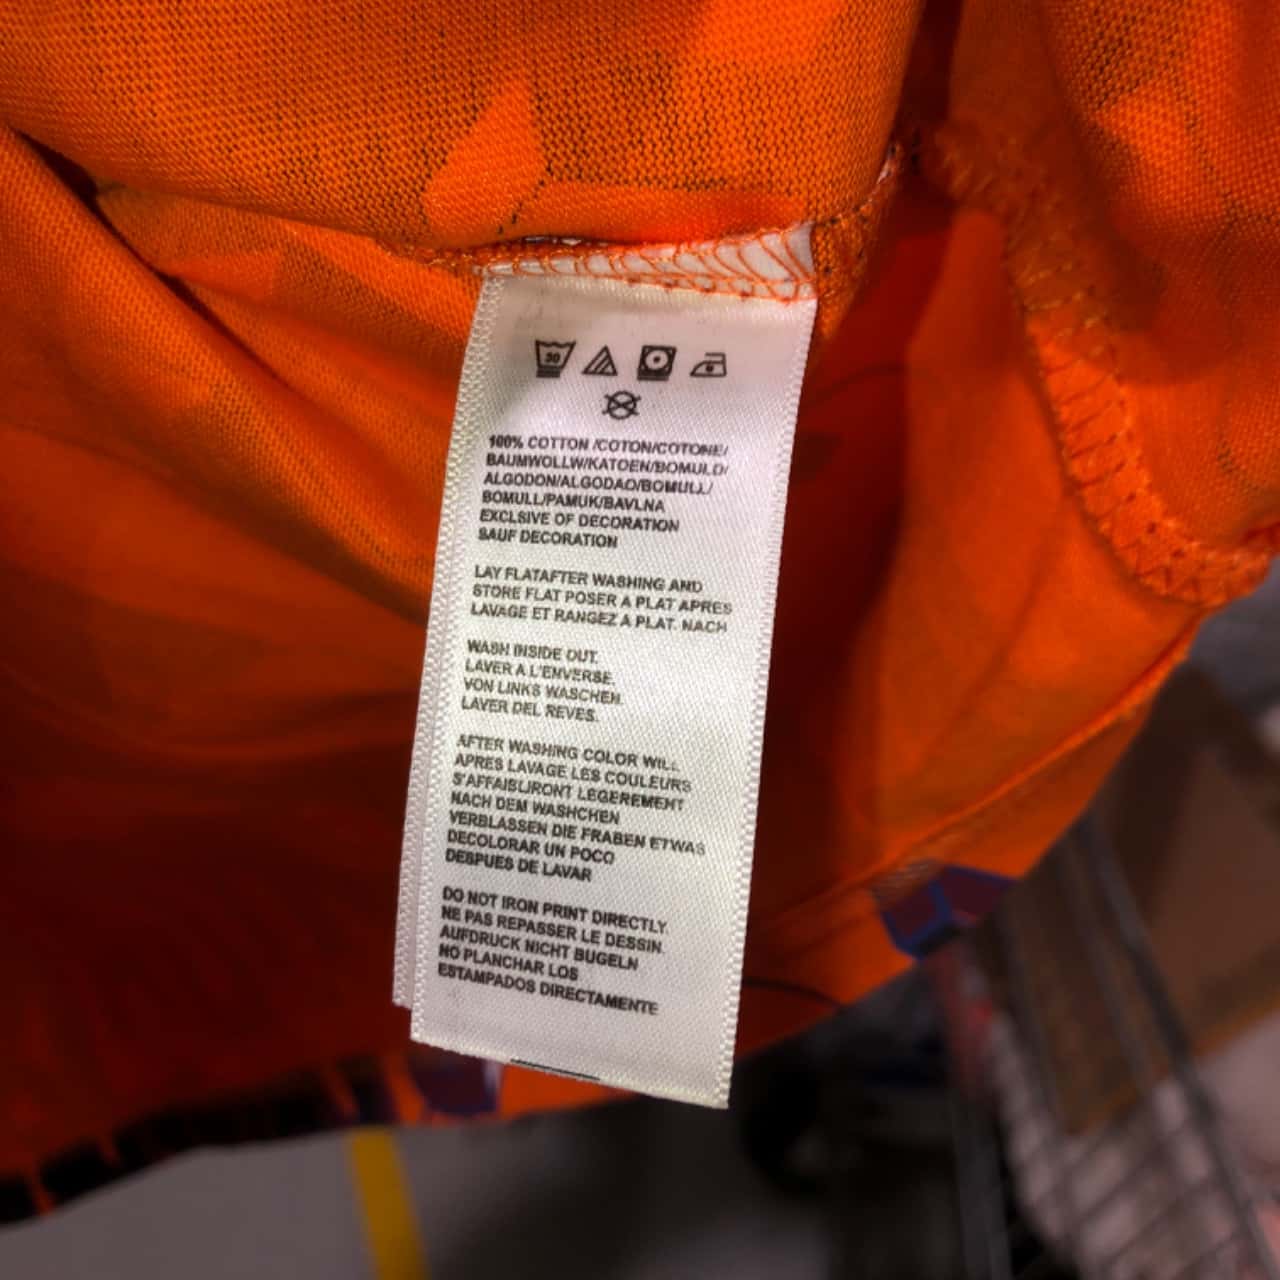 30
100% COTTON /COTON/COTONE/
BAUMWOLLW/KATOEN/BOMULD/
ALGODON/ALGODAO/BOMULL/
BOMULL/PAMUK/BAVLNA
EXCLSIVE OF DECORATION
SAUF DECORATION
LAY FLATAFTER WASHING AND
STORE FLAT POSER A PLAT APRES
LAVAGE ET RANGEZ A PLAT. NACH
WASH INSIDE OUT.
LAVER A L'ENVERSE.
VON LINKS WASCHEN.
LAVER DEL REVES.
AFTER WASHING COLOR WILL
APRES LAVAGE LES COULEURS
S'AFFAIBLIRONT LEGEREMENT
NACH DEM WASHCHEN
VERBLASSEN DIE FRABEN ETWAS
DECOLORAR UN POCO
DESPUES DE LAVAR
DO NOT IRON PRINT DIRECTLY.
NE PAS REPASSER LE DESSIN.
AUFDRUCK NICHT BUGELN
NO PLANCHAR LOS
ESTAMPADOS DIRECTAMENTE